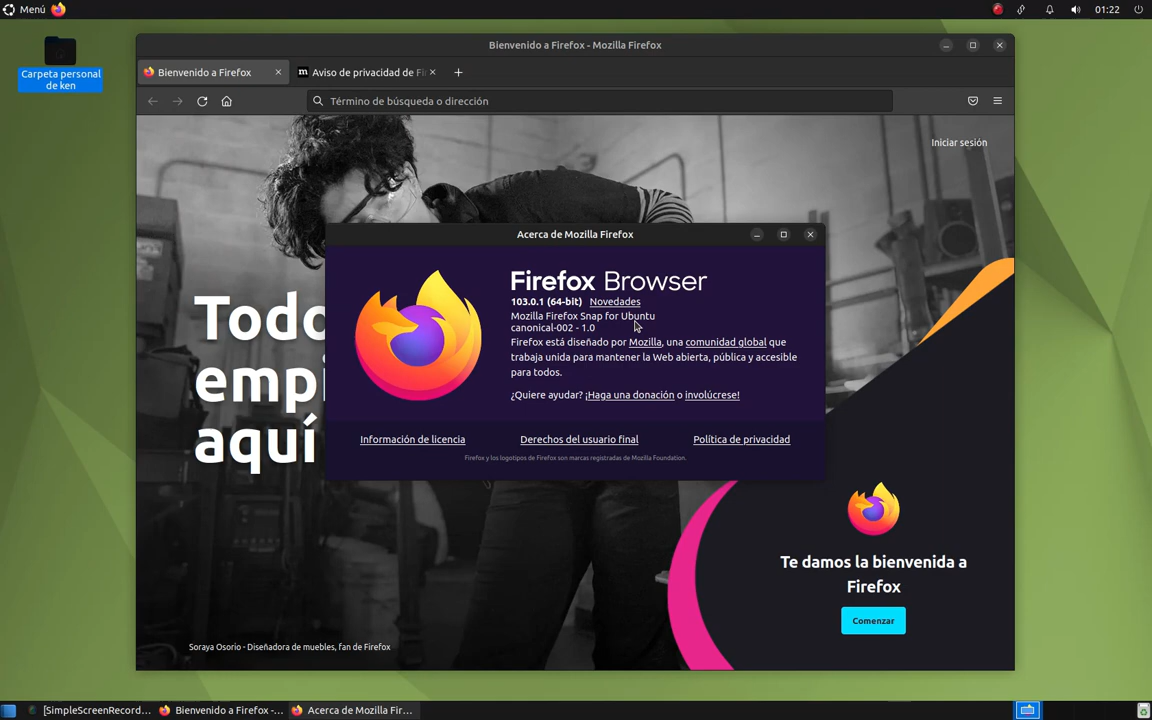 Menú
01:22
Carpeta personal
de ken
Bienvenido a Firefox - Mozilla Firefox
Bienvenido a Firefox
m Aviso de privacidad de Fi
Término de búsqueda o dirección
Iniciar sesión
Todo
empi
aquí
Acerca de Mozilla Firefox
Firefox Browser
103.0.1 (64-bit) Novedades
Mozilla Firefox Snap for Ubuntu
canonical-002 - 1.0
Firefox está diseñado por Mozilla, una comunidad global que
trabaja unida para mantener la Web abierta, pública y accesible
para todos.
¿Quiere ayudar? ¡Haga una donación o involúcrese!
Información de licencia
Derechos del usuario final
Política de privacidad
Firefox y los logotipos de Firefox son marcas registradas de Mozilla Foundation.
Te damos la bienvenida a
Firefox
Comenzar
Soraya Osorio - Diseñadora de muebles, fan de Firefox
[SimpleScreenRecord...
Bienvenido a Firefox -...
Acerca de Mozilla Fir...